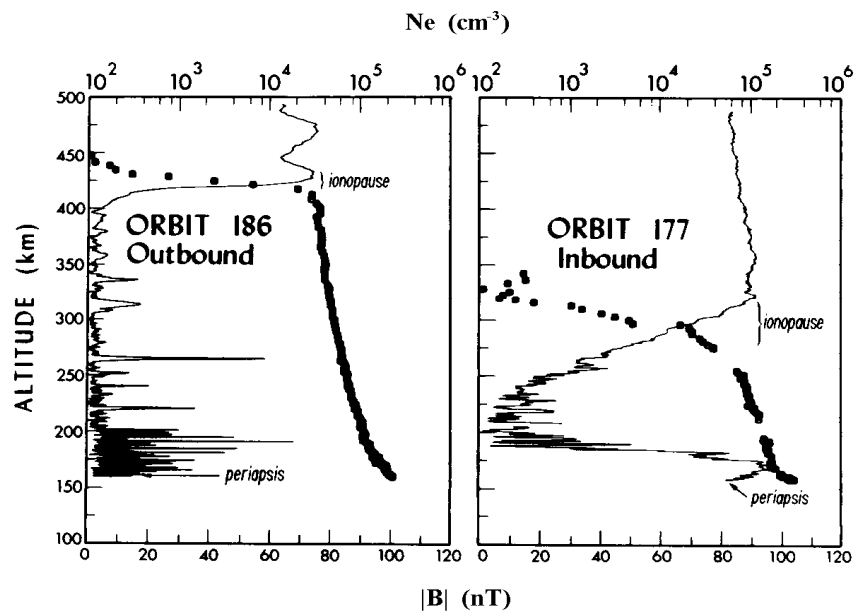 Ne (cm⁻³)
10² 10³ 10⁴ 10⁵ 10⁶ 10² 10³ 10⁴ 10⁵ 10⁶
500
450
400
350
300
250
200
150
100
ALTITUDE (km)
ionopause
ORBIT 186
Outbound
periapsis
ORBIT 177
Inbound
ionopause
periapsis
0 20 40 60 80 100 120 0 20 40 60 80 100 120
|B| (nT)